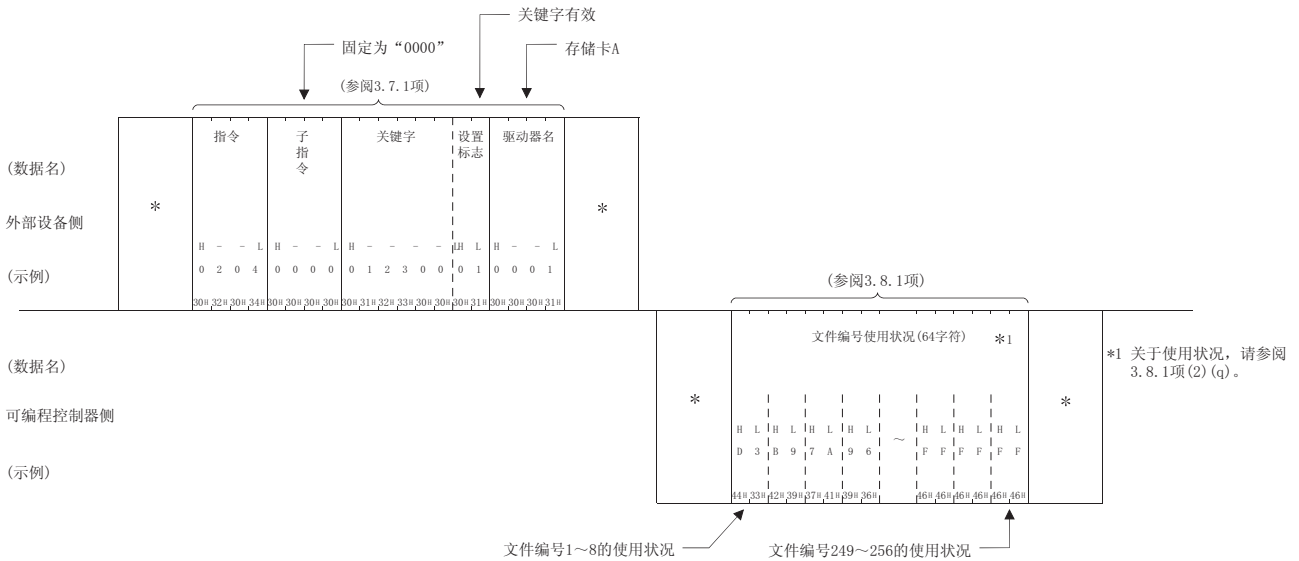 关键字有效
固定为“0000”
存储卡A
(参阅3.7.1项)
指令 子指令 关键字 设置标志 驱动器名
(数据名)
* *
外部设备侧
H - - L H - - L H - - - - L H L H - - L
(示例)
0 2 0 4 0 0 0 0 0 1 2 3 0 0 0 1 0 0 0 1
30H 32H 30H 34H 30H 30H 30H 30H 30H 31H 32H 33H 30H 30H 30H 31H 30H 30H 30H 31H
(参阅3.8.1项)
文件编号使用状况(64字符) *1
*1 关于使用状况，请参阅
3.8.1项(2)(q)。
(数据名)
* *
可编程控制器侧
H L H L H L H L ～ H L H L H L
D 3 B 9 7 A 9 6 F F F F F F
(示例)
44H 33H 42H 39H 37H 41H 39H 36H 46H 46H 46H 46H 46H 46H
文件编号1～8的使用状况
文件编号249～256的使用状况